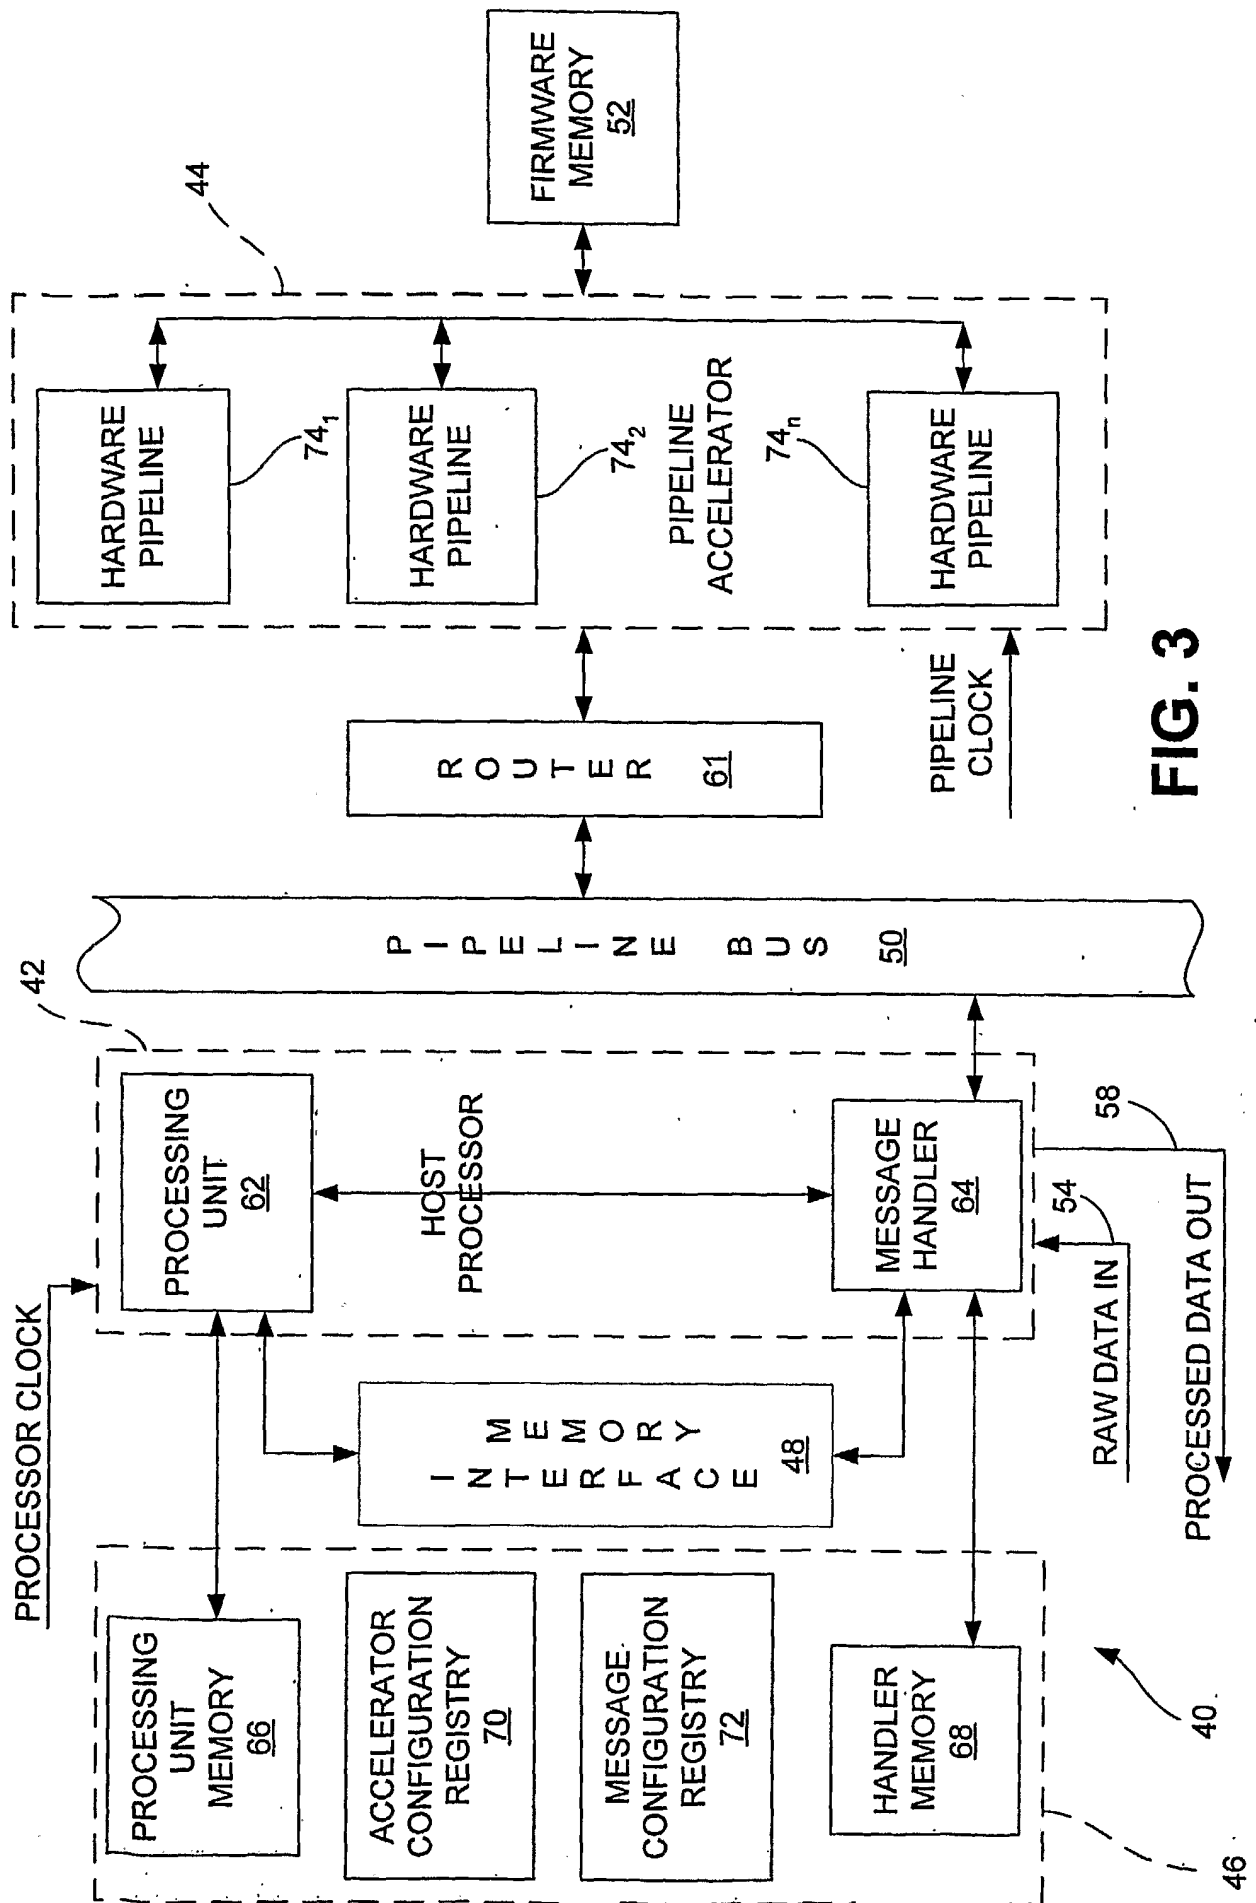 PROCESSOR CLOCK
42
44
PROCESSING
UNIT
MEMORY
66
ACCELERATOR
CONFIGURATION
REGISTRY
70
MESSAGE
CONFIGURATION
REGISTRY
72
HANDLER
MEMORY
68
46
40
MEMORY
INTERFACE
48
PROCESSING
UNIT
62
HOST
PROCESSOR
MESSAGE
HANDLER
64
RAW DATA IN
54
PROCESSED DATA OUT
58
PIPELINE BUS
50
ROUTER
61
PIPELINE
CLOCK
HARDWARE
PIPELINE
74₁
HARDWARE
PIPELINE
74₂
PIPELINE
ACCELERATOR
74ₙ
HARDWARE
PIPELINE
FIRMWARE
MEMORY
52
FIG. 3